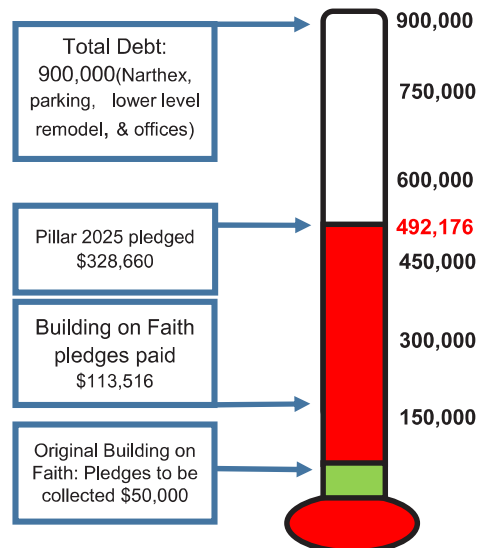 Total Debt:
900,000(Narthex,
parking, lower level
remodel, & offices)
Pillar 2025 pledged
$328,660
Building on Faith
pledges paid
$113,516
Original Building on
Faith: Pledges to be
collected $50,000
900,000
750,000
600,000
492,176
450,000
300,000
150,000